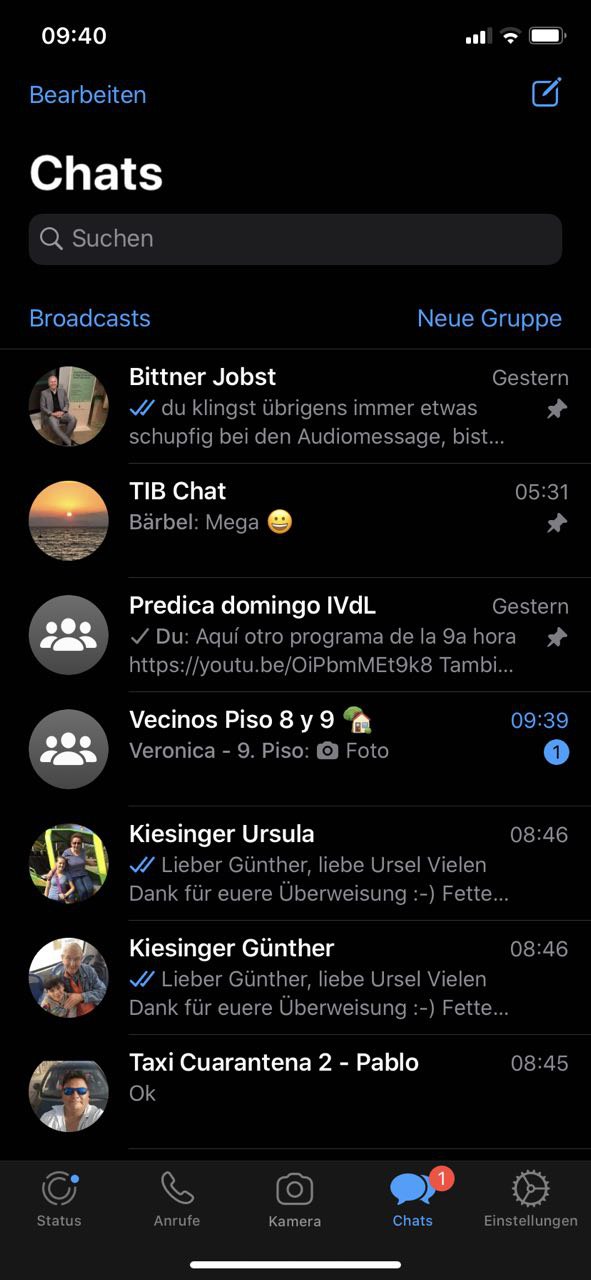 09:40
Bearbeiten
Chats
Suchen
Broadcasts Neue Gruppe
Bittner Jobst Gestern
du klingst übrigens immer etwas
schupfig bei den Audiomessage, bist...
TIB Chat 05:31
Bärbel: Mega 😀
Predica domingo IVdL Gestern
Du: Aquí otro programa de la 9a hora
https://youtu.be/OiPbmMEt9k8 Tambi...
Vecinos Piso 8 y 9 🏡 09:39
Veronica - 9. Piso: 📷 Foto 1
Kiesinger Ursula 08:46
Lieber Günther, liebe Ursel Vielen
Dank für euere Überweisung :-) Fette...
Kiesinger Günther 08:46
Lieber Günther, liebe Ursel Vielen
Dank für euere Überweisung :-) Fette...
Taxi Cuarantena 2 - Pablo 08:45
Ok
1
Status Anrufe Kamera Chats Einstellungen